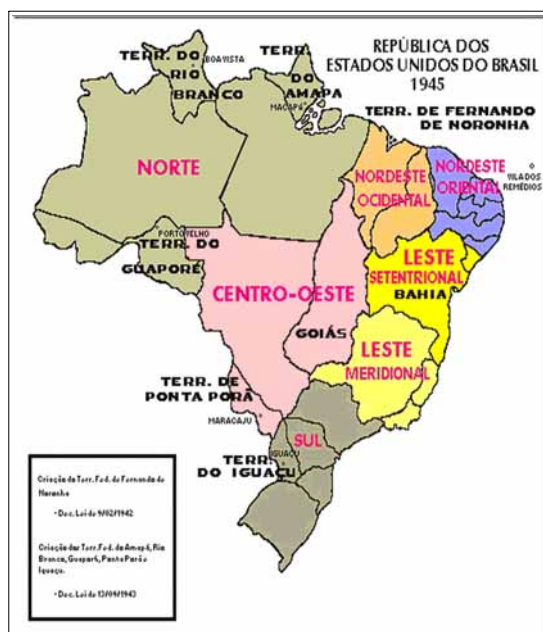 REPÚBLICA DOS
ESTADOS UNIDOS DO BRASIL
1945
TERR. DO
RIO
BRANCO
BOAVISTA
TERR.
DO
AMAPA
MACAPÁ
TERR. DE FERNANDO
DE NORONHA
NORTE
NORDESTE
OCIDENTAL
NORDESTE
ORIENTAL
VILA DOS
REMÉDIOS
PORTOVELHO
TERR. DO
GUAPORÉ
LESTE
SETENTRIONAL
BAHIA
CENTRO-OESTE
GOIÁS
LESTE
MERIDIONAL
TERR. DE
PONTA PORÃ
MARACAJU
SUL
IGUAÇU
TERR.
DO IGUAÇU
Criação da Terr. Fed. de Fernando de
Noronha
• Dec. Lei de 9/02/1942
Criação dos Terr. Fed. do Amapá, Rio
Branco, Guaporé, Ponta Porã e
Iguaçu.
• Dec. Lei de 13/09/1943